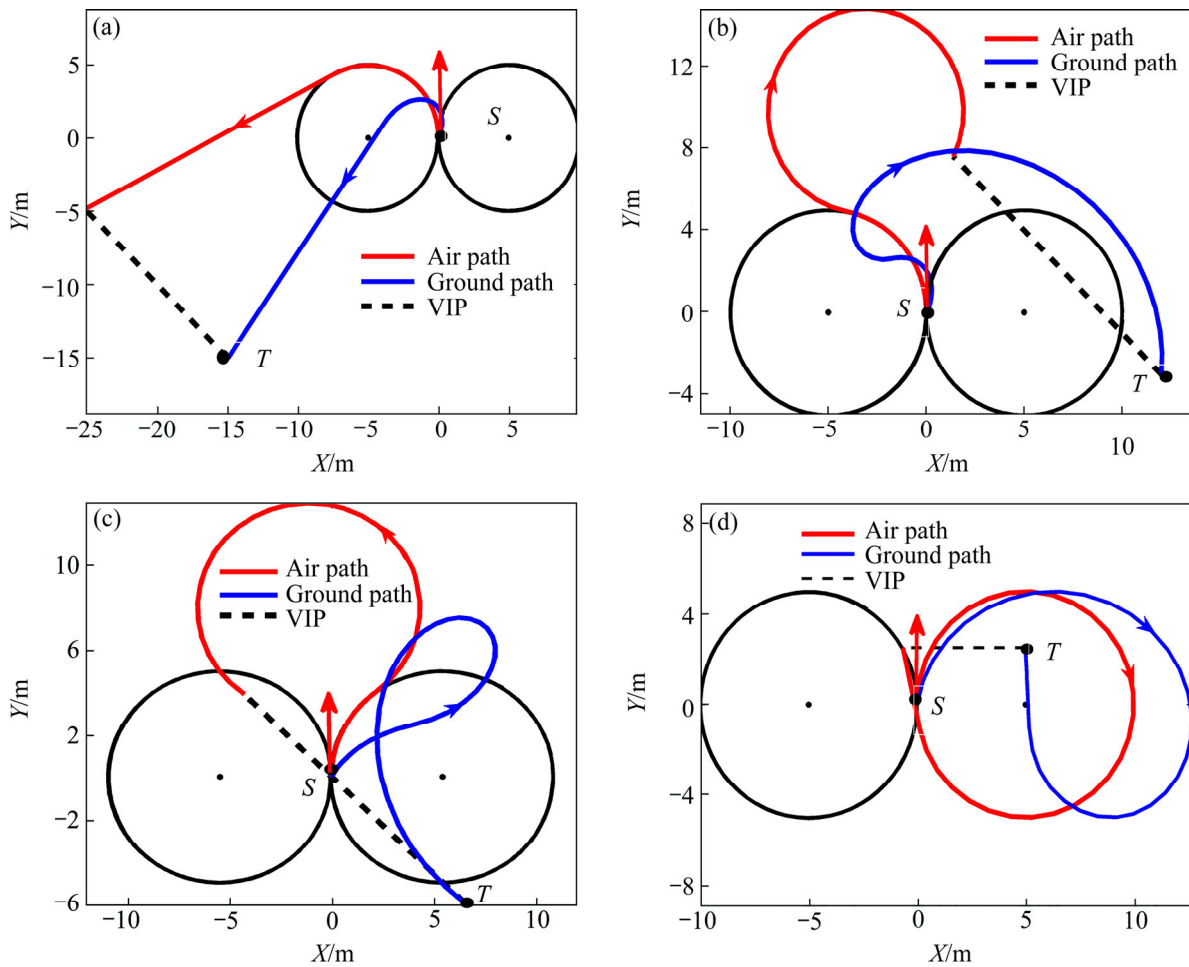 (a)
5
0
−5
−10
−15
Y/m
S
T
Air path
Ground path
VIP
−25 −20 −15 −10 −5 0 5
X/m
(b)
12
8
4
0
−4
Y/m
Air path
Ground path
VIP
S
T
−10 −5 0 5 10
X/m
(c)
10
6
2
−2
−6
Y/m
Air path
Ground path
VIP
S
T
−10 −5 0 5 10
X/m
(d)
8
4
0
−4
−8
Y/m
Air path
Ground path
VIP
S
T
−10 −5 0 5 10
X/m